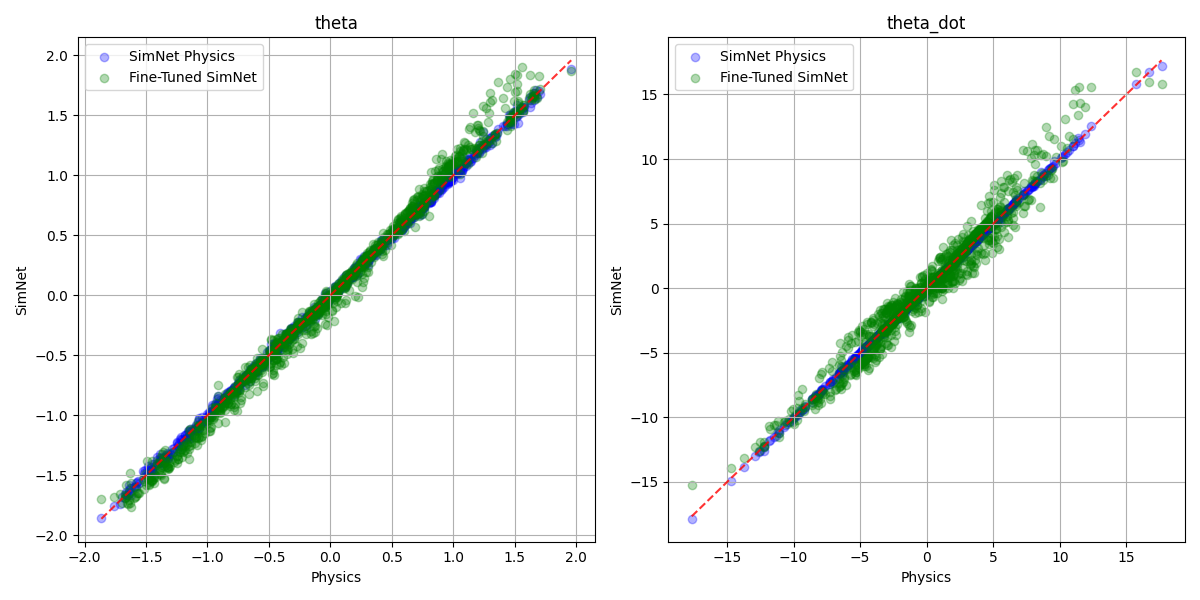 theta
SimNet Physics
Fine-Tuned SimNet
2.0
1.5
1.0
0.5
0.0
−0.5
−1.0
−1.5
−2.0
SimNet
−2.0 −1.5 −1.0 −0.5 0.0 0.5 1.0 1.5 2.0
Physics
theta_dot
SimNet Physics
Fine-Tuned SimNet
15
10
5
0
−5
−10
−15
SimNet
−15 −10 −5 0 5 10 15
Physics